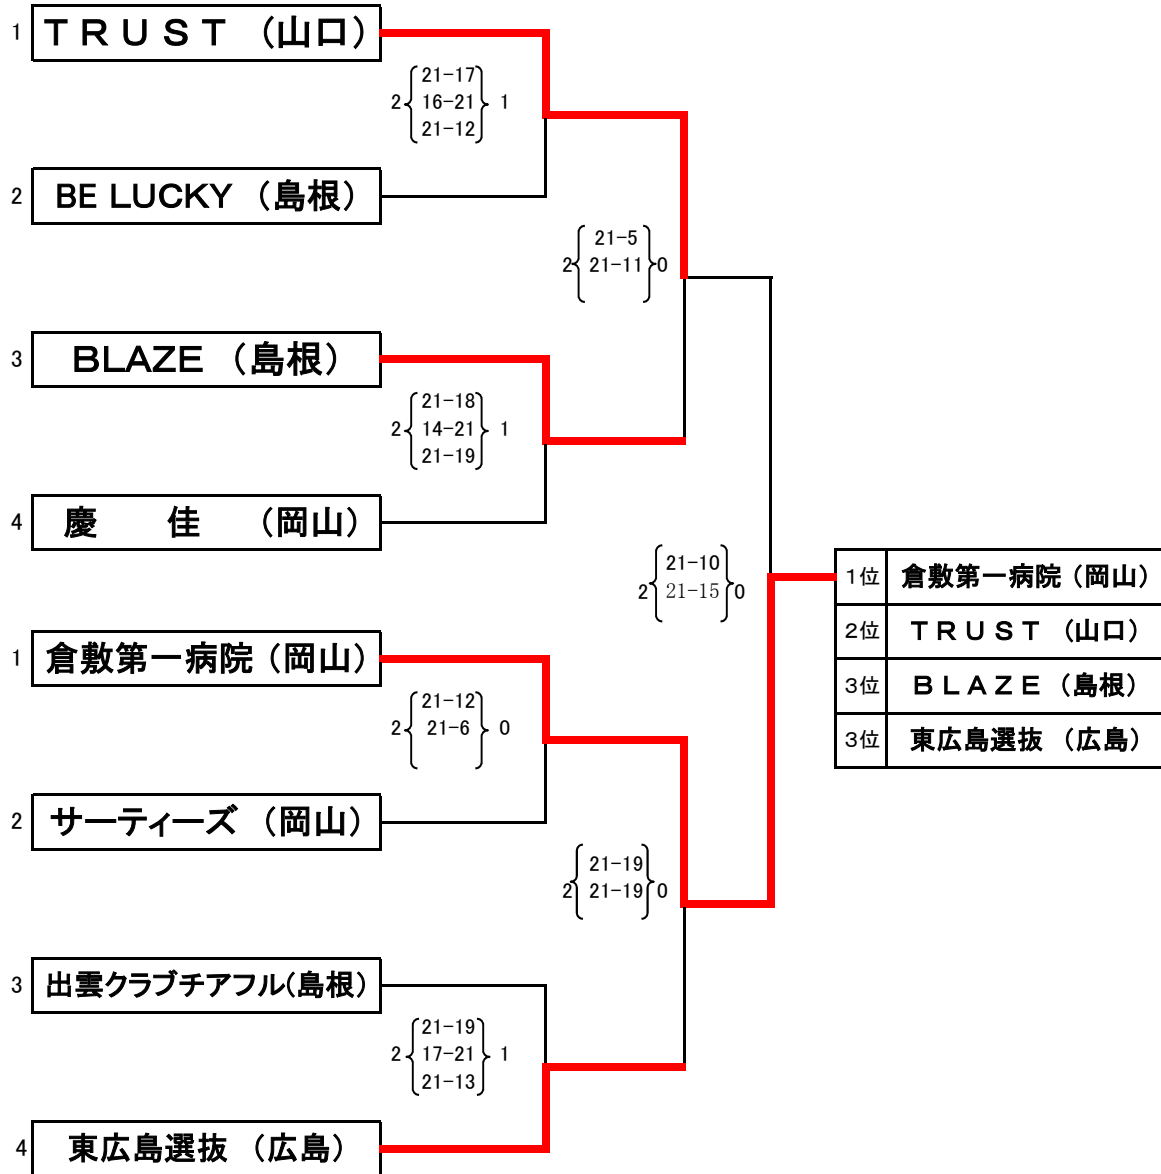 1 ＴＲＵＳＴ （山口）
21-17
2 16-21 1
21-12
2 BE LUCKY （島根）
21-5
2 21-11 0
3 BLAZE （島根）
21-18
2 14-21 1
21-19
4 慶　佳　（岡山）
21-10
2 21-15 0
1位 倉敷第一病院（岡山）
2位 ＴＲＵＳＴ （山口）
3位 ＢＬＡＺＥ （島根）
3位 東広島選抜 （広島）
1 倉敷第一病院（岡山）
21-12
2 21-6 0
2 サーティーズ （岡山）
21-19
2 21-19 0
3 出雲クラブチアフル(島根)
21-19
2 17-21 1
21-13
4 東広島選抜 （広島）